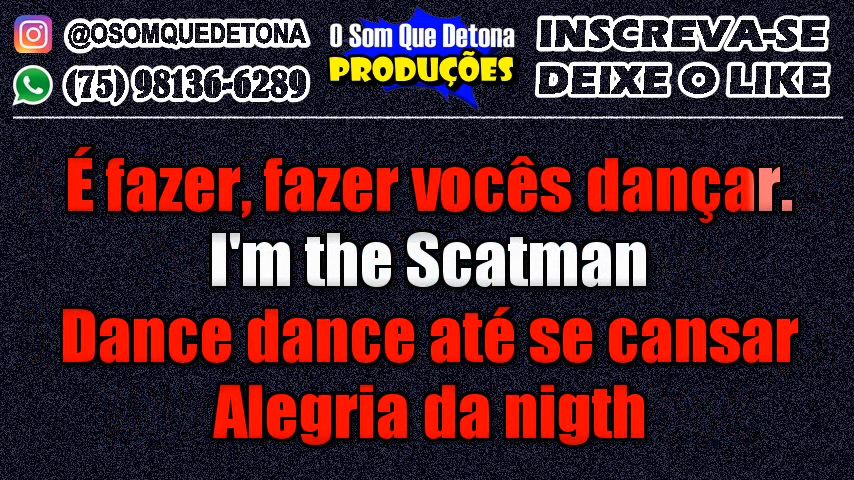 @OSOMQUEDETONA
(75) 98136-6289
O Som Que Detona
PRODUÇÕES
INSCREVA-SE
DEIXE O LIKE
É fazer, fazer vocês dançar.
I'm the Scatman
Dance dance até se cansar
Alegria da nigth